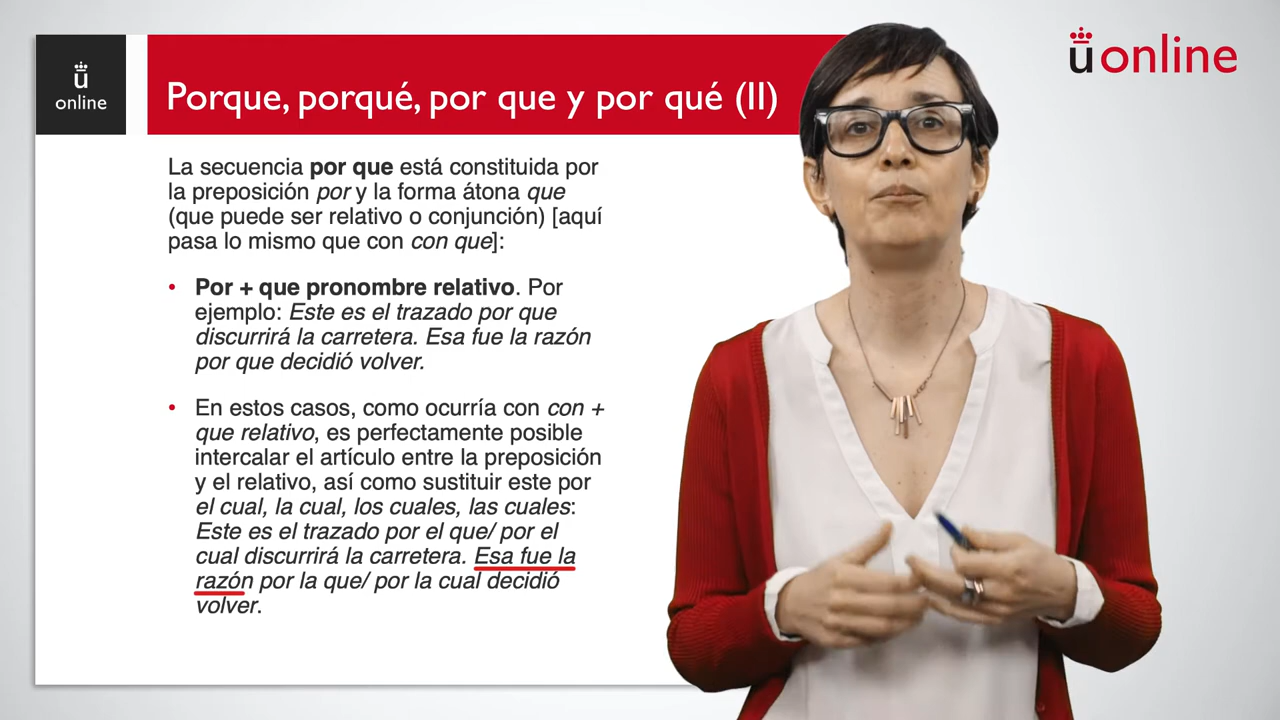 ü
online
Porque, porqué, por que y por qué (II)
üonline
La secuencia por que está constituida por
la preposición por y la forma átona que
(que puede ser relativo o conjunción) [aquí
pasa lo mismo que con con que]:
• Por + que pronombre relativo. Por
ejemplo: Este es el trazado por que
discurrirá la carretera. Esa fue la razón
por que decidió volver.
• En estos casos, como ocurría con con +
que relativo, es perfectamente posible
intercalar el artículo entre la preposición
y el relativo, así como sustituir este por
el cual, la cual, los cuales, las cuales:
Este es el trazado por el que/ por el
cual discurrirá la carretera. Esa fue la
razón por la que/ por la cual decidió
volver.